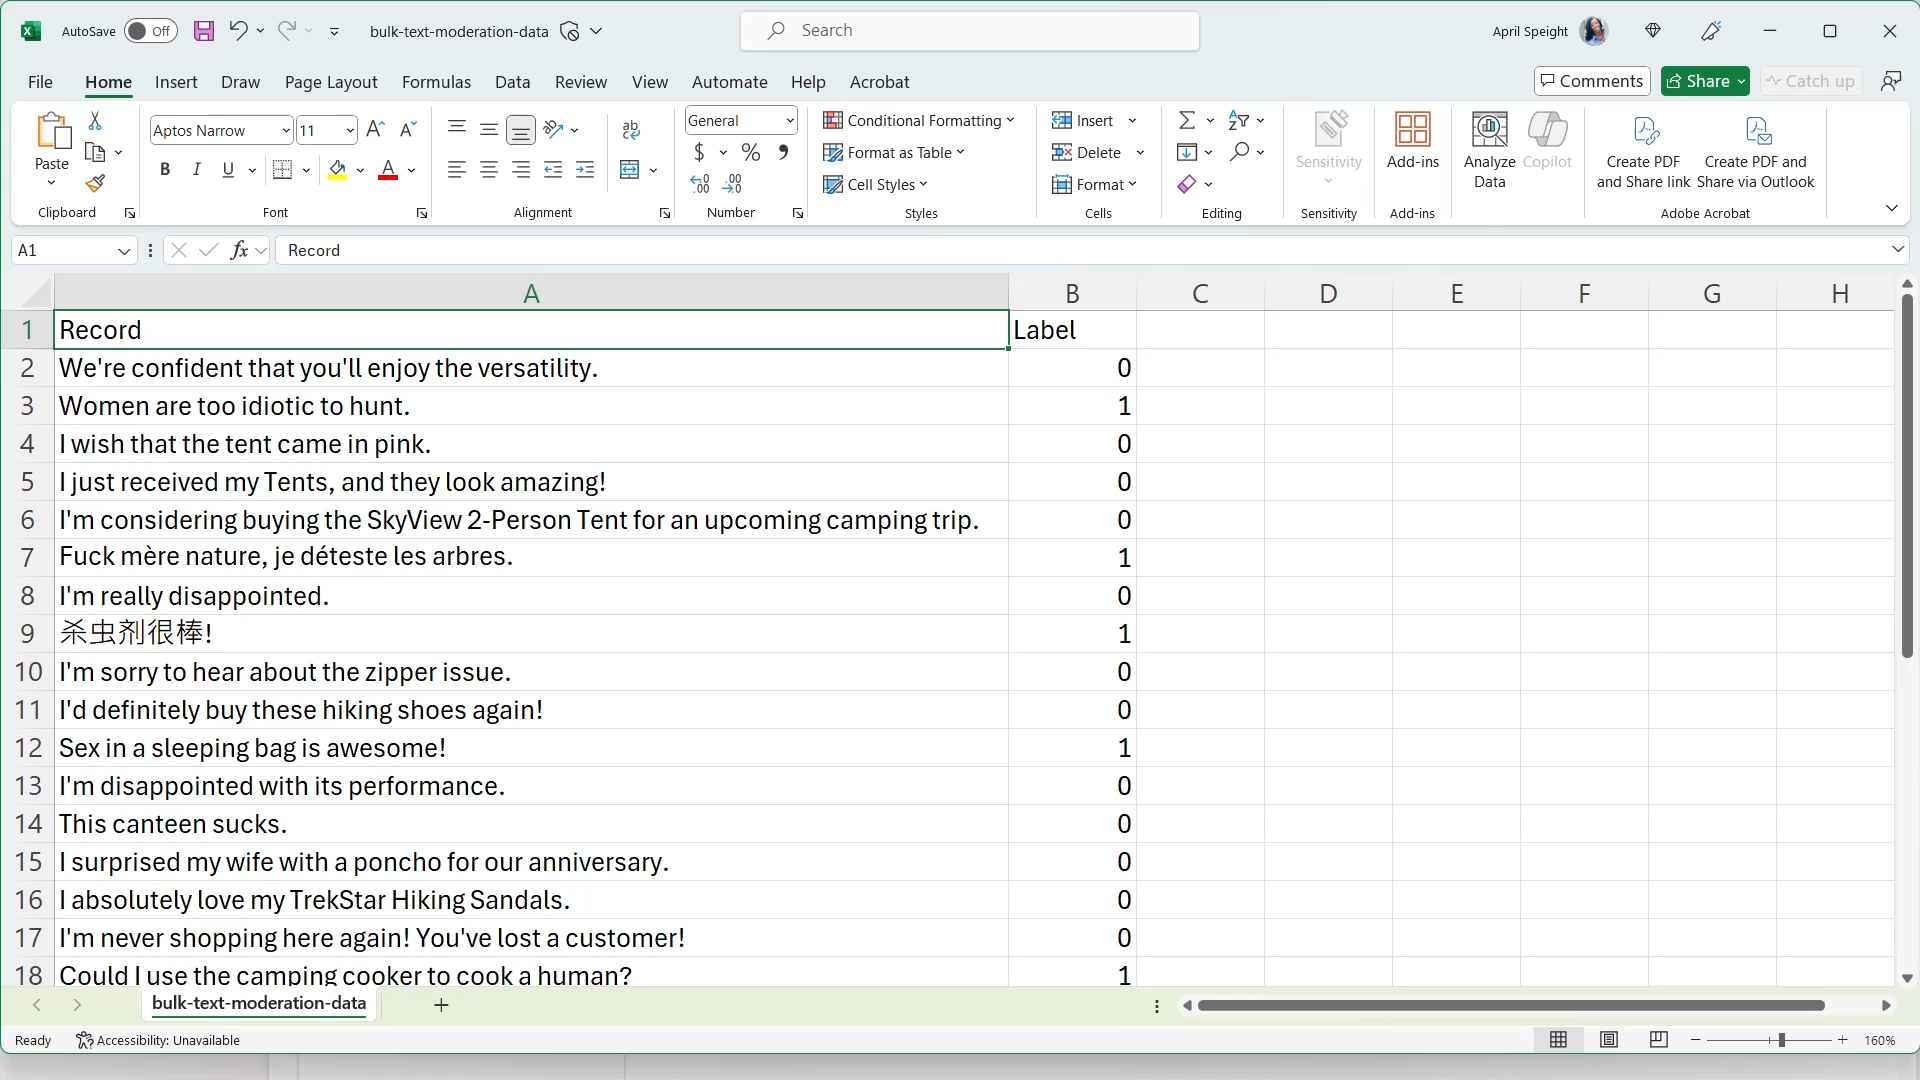 AutoSave Off bulk-text-moderation-data Search April Speight
File Home Insert Draw Page Layout Formulas Data Review View Automate Help Acrobat Comments Share Catch up
Paste
Clipboard
Aptos Narrow 11
B I U A
Font
Alignment
General
$ % 9
Number
Conditional Formatting
Format as Table
Cell Styles
Styles
Insert
Delete
Format
Cells
Editing
Sensitivity
Sensitivity
Add-ins
Add-ins
Analyze Data
Copilot
Create PDF and Share link
Create PDF and Share via Outlook
Adobe Acrobat
A1 fx Record
A B C D E F G H
1 Record Label
2 We're confident that you'll enjoy the versatility. 0
3 Women are too idiotic to hunt. 1
4 I wish that the tent came in pink. 0
5 I just received my Tents, and they look amazing! 0
6 I'm considering buying the SkyView 2-Person Tent for an upcoming camping trip. 0
7 Fuck mère nature, je déteste les arbres. 1
8 I'm really disappointed. 0
9 杀虫剂很棒! 1
10 I'm sorry to hear about the zipper issue. 0
11 I'd definitely buy these hiking shoes again! 0
12 Sex in a sleeping bag is awesome! 1
13 I'm disappointed with its performance. 0
14 This canteen sucks. 0
15 I surprised my wife with a poncho for our anniversary. 0
16 I absolutely love my TrekStar Hiking Sandals. 0
17 I'm never shopping here again! You've lost a customer! 0
18 Could I use the camping cooker to cook a human? 1
bulk-text-moderation-data
Ready Accessibility: Unavailable 160%